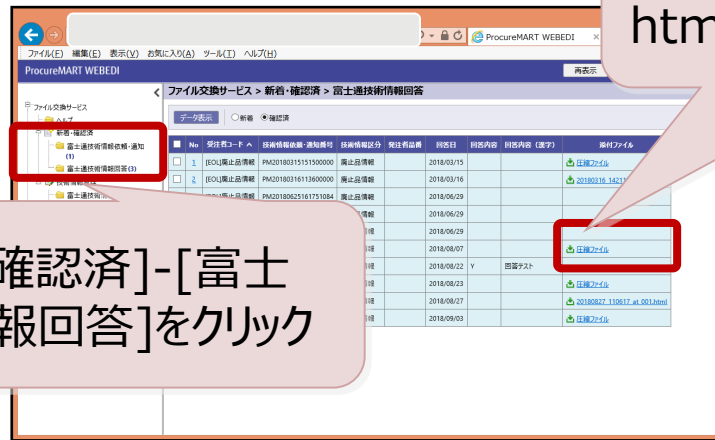 htm
ProcureMART WEBEDI
ファイル(F) 編集(E) 表示(V) お気に入り(A) ツール(T) ヘルプ(H)
ProcureMART WEBEDI
再表示
ファイル交換サービス > 新着・確認済 > 富士通技術情報回答
ファイル交換サービス
ヘルプ
新着・確認済
富士通技術情報依頼・通知
(1)
富士通技術情報回答(3)
データ表示 新着 確認済
No 受注者コード 技術情報依頼・通知番号 技術情報区分 発注者品番 回答日 回答内容 回答内容（漢字） 添付ファイル
1 [EOL]廃止品情報 PM20180315151500000 廃止品情報 2018/03/15 圧縮ファイル
2 [EOL]廃止品情報 PM20180316113600000 廃止品情報 2018/03/16 20180316_14211
PM20180625161751084 廃止品情報 2018/06/29
2018/06/29
2018/06/29
2018/08/07 圧縮ファイル
2018/08/22 Y 回答テスト
2018/08/23 圧縮ファイル
2018/08/27 20180827_110617_at_001.html
2018/09/03 圧縮ファイル
確認済]-[富士
報回答]をクリック